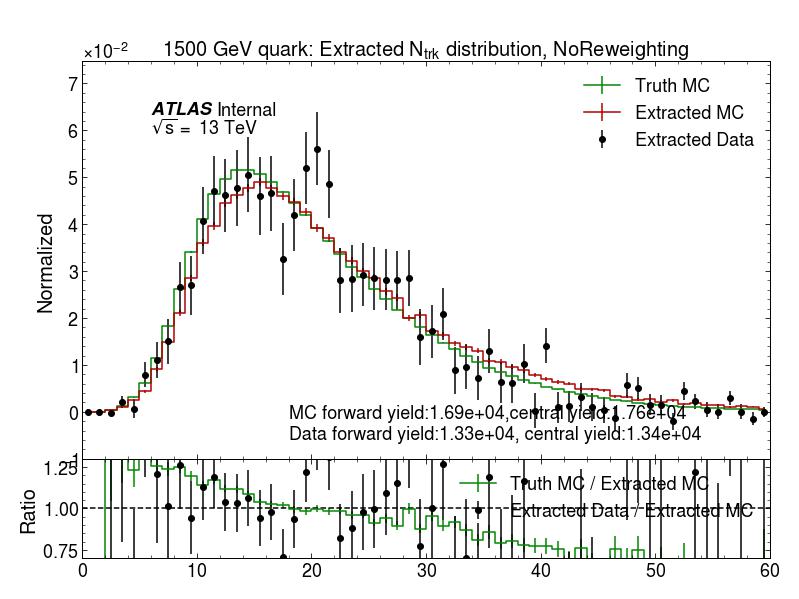 ×10⁻²
1500 GeV quark: Extracted N_trk distribution, NoReweighting
7
6
5
4
3
2
1
0
1
Normalized
ATLAS Internal
√s = 13 TeV
Truth MC
Extracted MC
Extracted Data
MC forward yield:1.69e+04,central yield:1.76e+04
Data forward yield:1.33e+04, central yield:1.34e+04
1.25
1.00
0.75
Ratio
Truth MC / Extracted MC
Extracted Data / Extracted MC
0
10
20
30
40
50
60